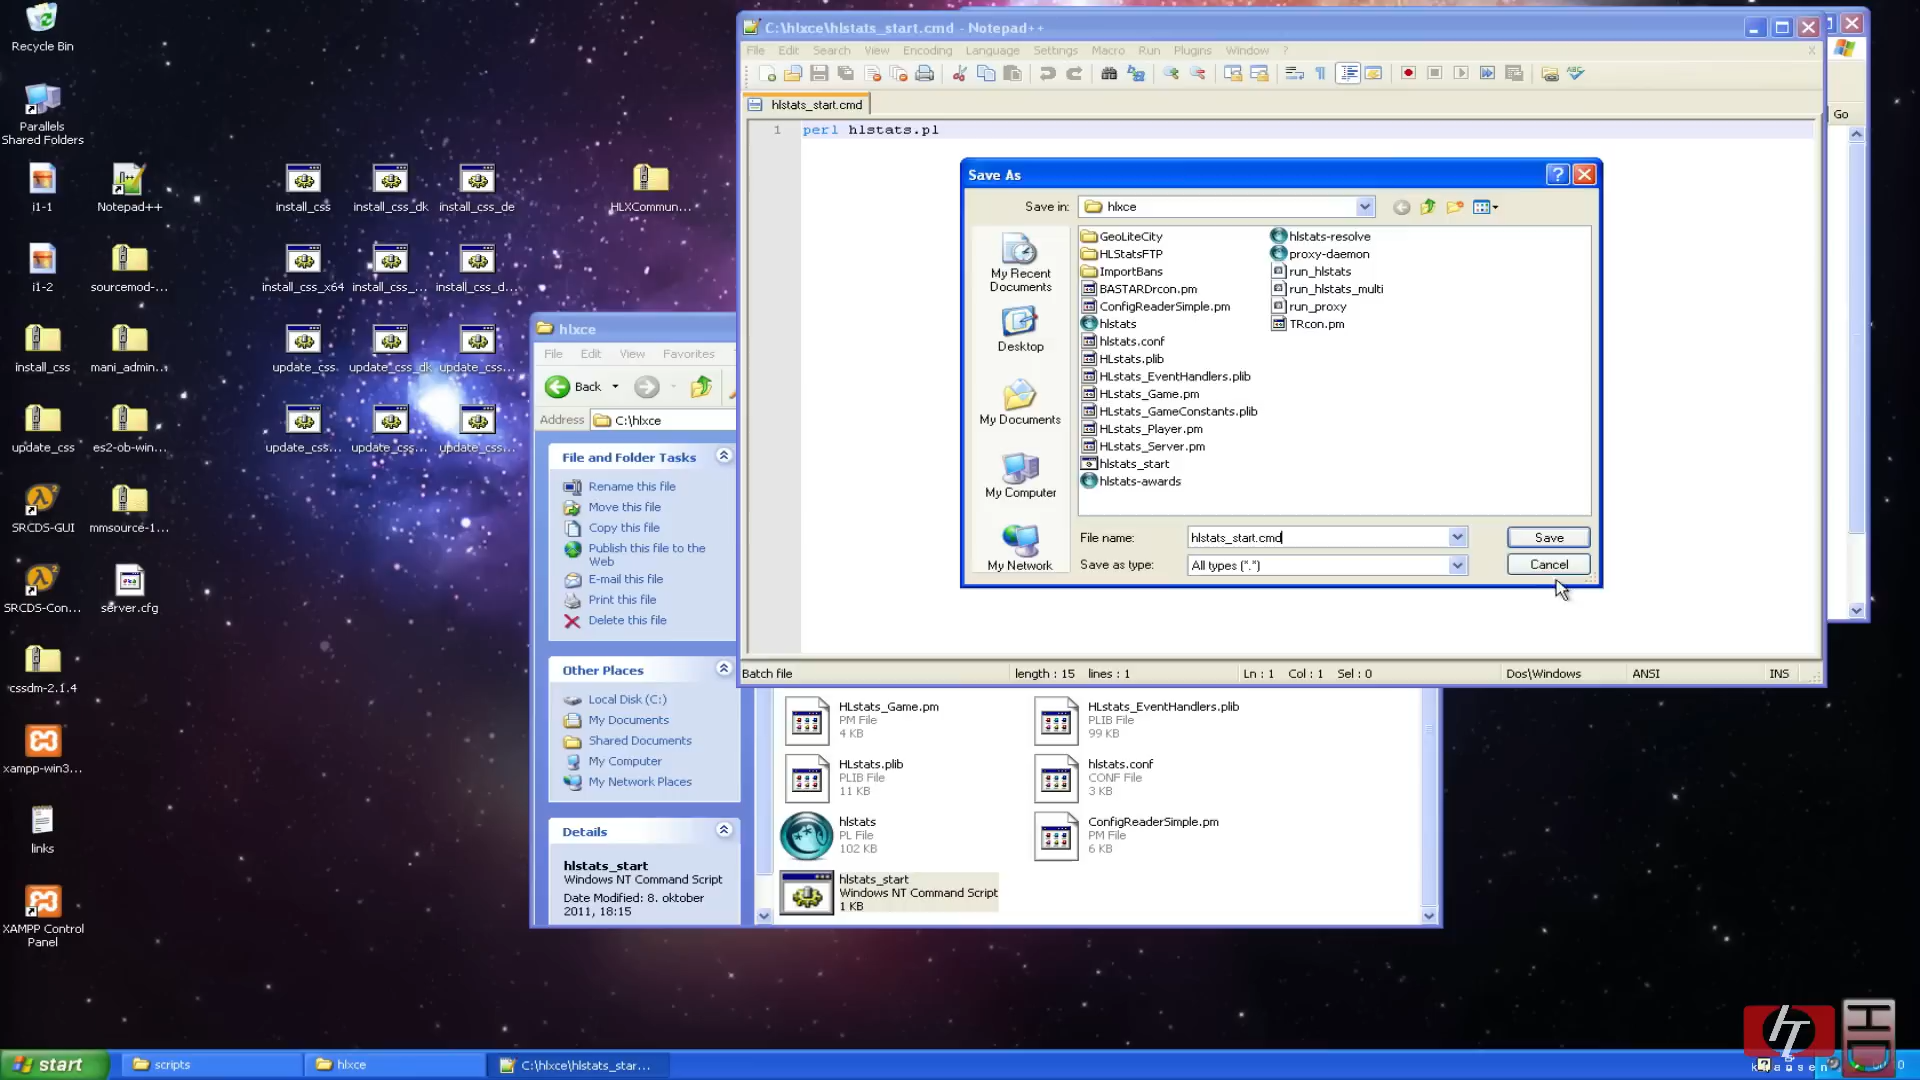 Recycle Bin
Parallels
Shared Folders
i1-1
Notepad++
i1-2
sourcemod-...
install_css
mani_admin...
update_css
es2-ob-win...
SRCDS-GUI
mmsource-1...
SRCDS-Con...
server.cfg
cssdm-2.1.4
xampp-win3...
links
XAMPP Control
Panel
install_css
install_css_dk
install_css_de
install_css_x64
install_css_...
install_css_d...
update_css
update_css_dk
update_css...
update_css...
update_css...
update_css...
HLXCommun...
C:\hlxce\hlstats_start.cmd - Notepad++
File
Edit
Search
View
Encoding
Language
Settings
Macro
Run
Plugins
Window
?
X
hlstats_start.cmd
1
perl hlstats.pl
Go
Save As
Save in:
hlxce
My Recent
Documents
Desktop
My Documents
My Computer
My Network
GeoLiteCity
HLStatsFTP
ImportBans
BASTARDrcon.pm
ConfigReaderSimple.pm
hlstats
hlstats.conf
HLstats.plib
HLstats_EventHandlers.plib
HLstats_Game.pm
HLstats_GameConstants.plib
HLstats_Player.pm
HLstats_Server.pm
hlstats_start
hlstats-awards
hlstats-resolve
proxy-daemon
run_hlstats
run_hlstats_multi
run_proxy
TRcon.pm
File name:
hlstats_start.cmd
Save
Save as type:
All types (*.*)
Cancel
Batch file
length : 15 lines : 1
Ln : 1 Col : 1 Sel : 0
Dos\Windows
ANSI
INS
hlxce
File
Edit
View
Favorites
Back
Address
C:\hlxce
File and Folder Tasks
Rename this file
Move this file
Copy this file
Publish this file to the
Web
E-mail this file
Print this file
Delete this file
Other Places
Local Disk (C:)
My Documents
Shared Documents
My Computer
My Network Places
Details
hlstats_start
Windows NT Command Script
Date Modified: 8. oktober
2011, 18:15
HLstats_Game.pm
PM File
4 KB
HLstats_EventHandlers.plib
PLIB File
99 KB
HLstats.plib
PLIB File
11 KB
hlstats.conf
CONF File
3 KB
hlstats
PL File
102 KB
ConfigReaderSimple.pm
PM File
6 KB
hlstats_start
Windows NT Command Script
1 KB
start
scripts
hlxce
C:\hlxce\hlstats_star...